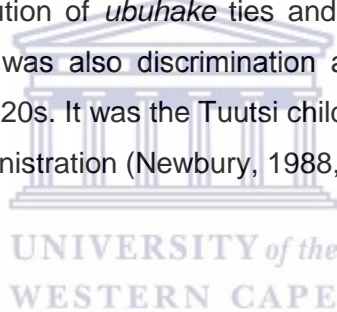 ution of ubuhake ties and
was also discrimination a
20s. It was the Tuutsi child
nistration (Newbury, 1988,
UNIVERSITY of the
WESTERN CAPE